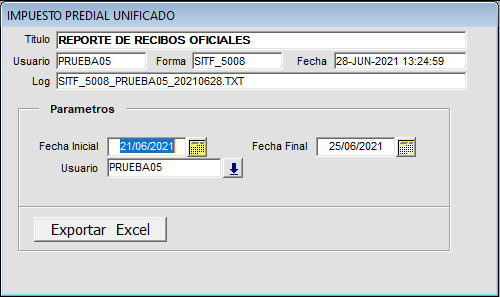 IMPUESTO PREDIAL UNIFICADO
Titulo REPORTE DE RECIBOS OFICIALES
Usuario PRUEBA05 Forma SITF_5008 Fecha 28-JUN-2021 13:24:59
Log SITF_5008_PRUEBA05_20210628.TXT
Parametros
Fecha Inicial 21/06/2021 Fecha Final 25/06/2021
Usuario PRUEBA05
Exportar Excel